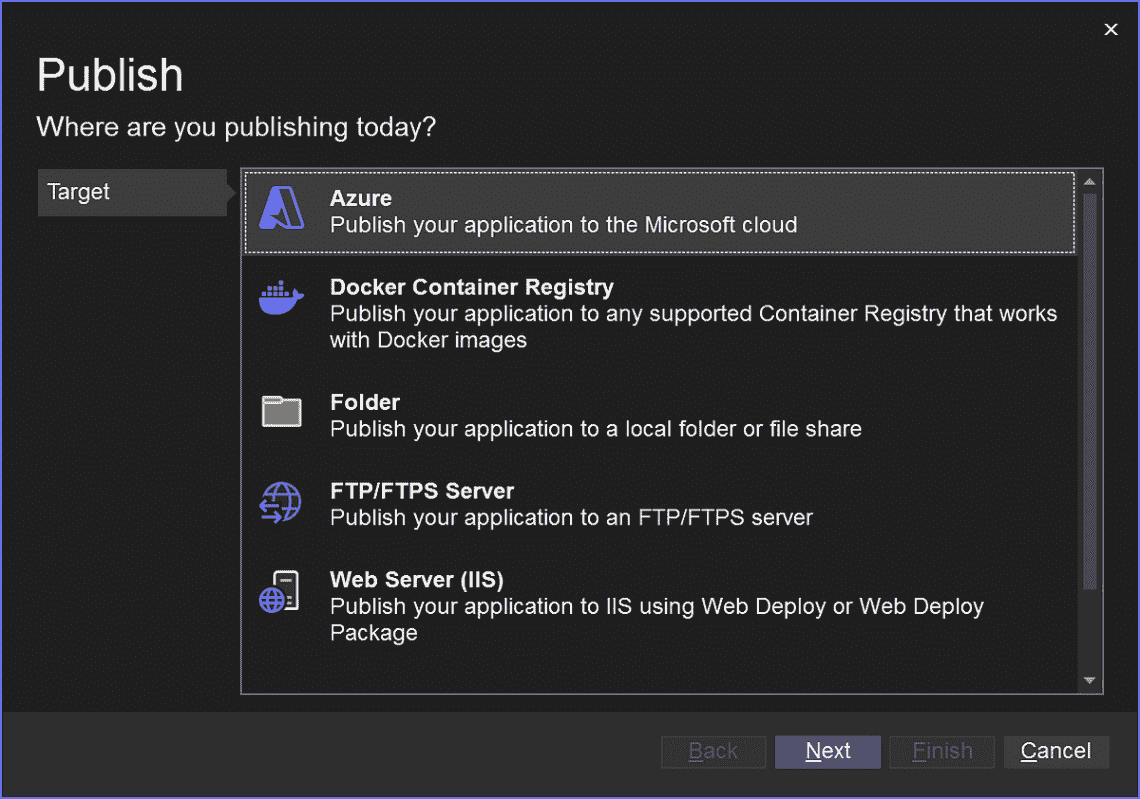 Publish
Where are you publishing today?
Target
Azure
Publish your application to the Microsoft cloud
Docker Container Registry
Publish your application to any supported Container Registry that works
with Docker images
Folder
Publish your application to a local folder or file share
FTP/FTPS Server
Publish your application to an FTP/FTPS server
Web Server (IIS)
Publish your application to IIS using Web Deploy or Web Deploy
Package
Back
Next
Finish
Cancel